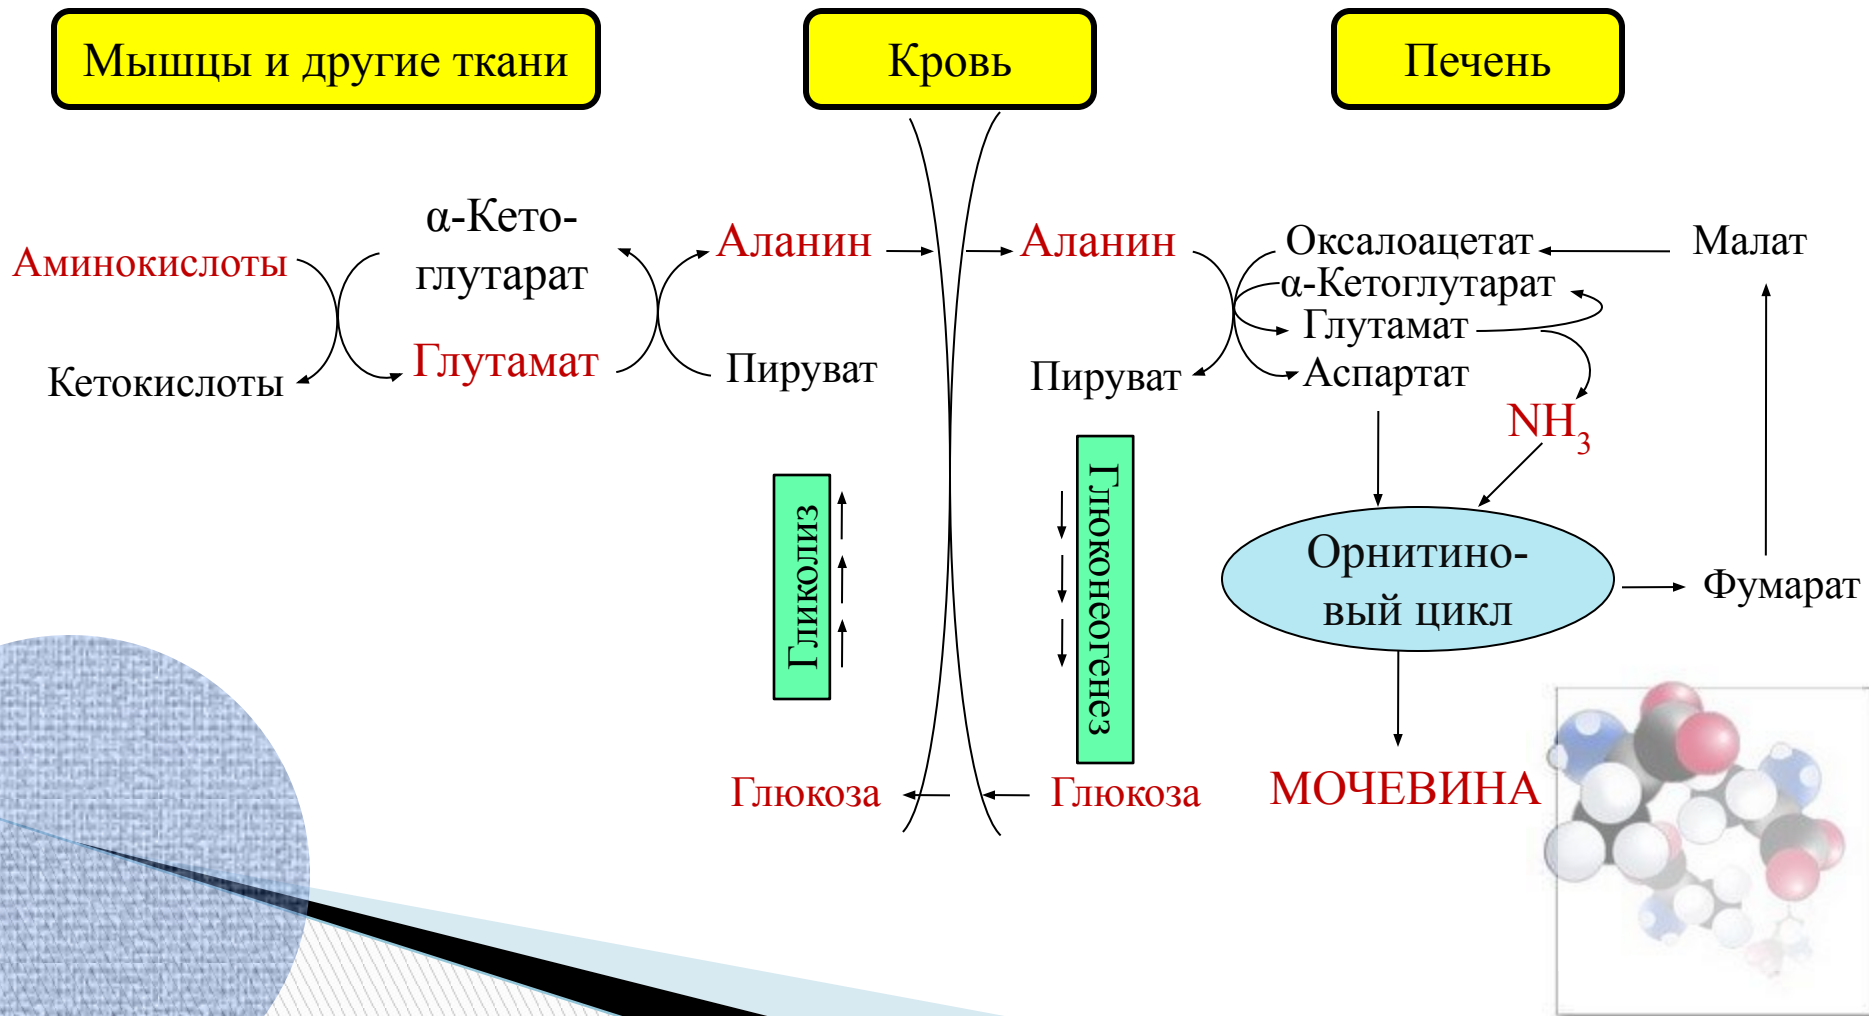 Мышцы и другие ткани
Кровь
Печень
Аминокислоты
α-Кето-
глутарат
Аланин
Аланин
Оксалоацетат
Малат
α-Кетоглутарат
Глутамат
Кетокислоты
Глутамат
Пируват
Пируват
Аспартат
NH3
Гликолиз
Глюконеогенез
Орнитино-
вый цикл
Фумарат
Глюкоза
Глюкоза
МОЧЕВИНА